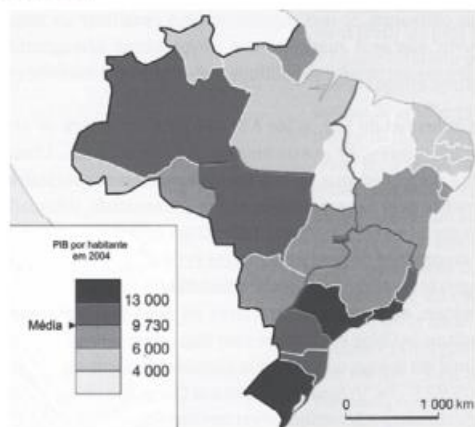 PIB por habitante
em 2004
13 000
Média
9 730
6 000
4 000
0 1 000 km